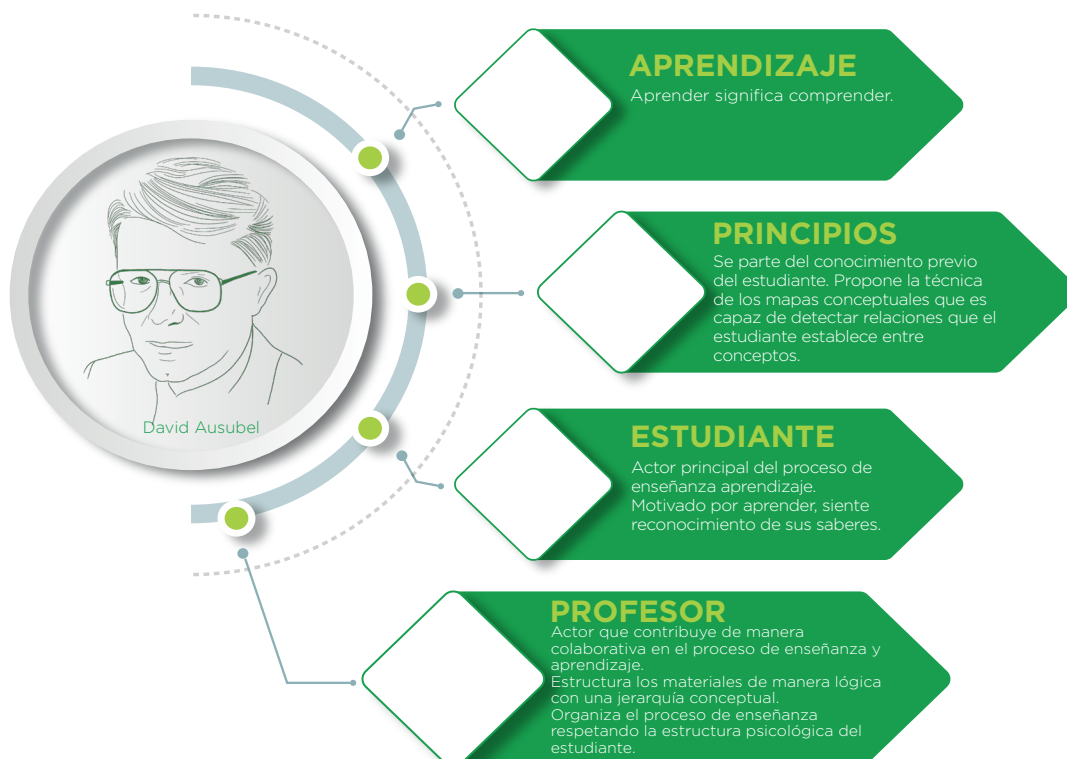 APRENDIZAJE
Aprender significa comprender.
PRINCIPIOS
Se parte del conocimiento previo
del estudiante. Propone la técnica
de los mapas conceptuales que es
capaz de detectar relaciones que el
estudiante establece entre
conceptos.
David Ausubel
ESTUDIANTE
Actor principal del proceso de
enseñanza aprendizaje.
Motivado por aprender, siente
reconocimiento de sus saberes.
PROFESOR
Actor que contribuye de manera
colaborativa en el proceso de enseñanza y
aprendizaje.
Estructura los materiales de manera lógica
con una jerarquía conceptual.
Organiza el proceso de enseñanza
respetando la estructura psicológica del
estudiante.